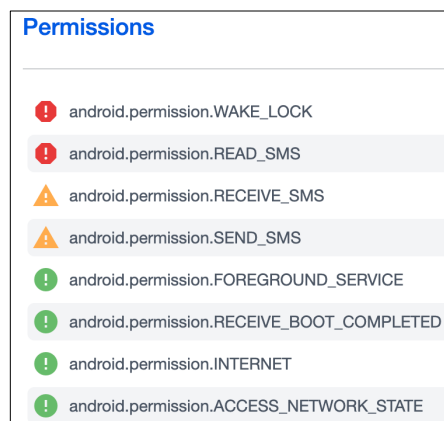 Permissions
android.permission.WAKE_LOCK
android.permission.READ_SMS
android.permission.RECEIVE_SMS
android.permission.SEND_SMS
android.permission.FOREGROUND_SERVICE
android.permission.RECEIVE_BOOT_COMPLETED
android.permission.INTERNET
android.permission.ACCESS_NETWORK_STATE